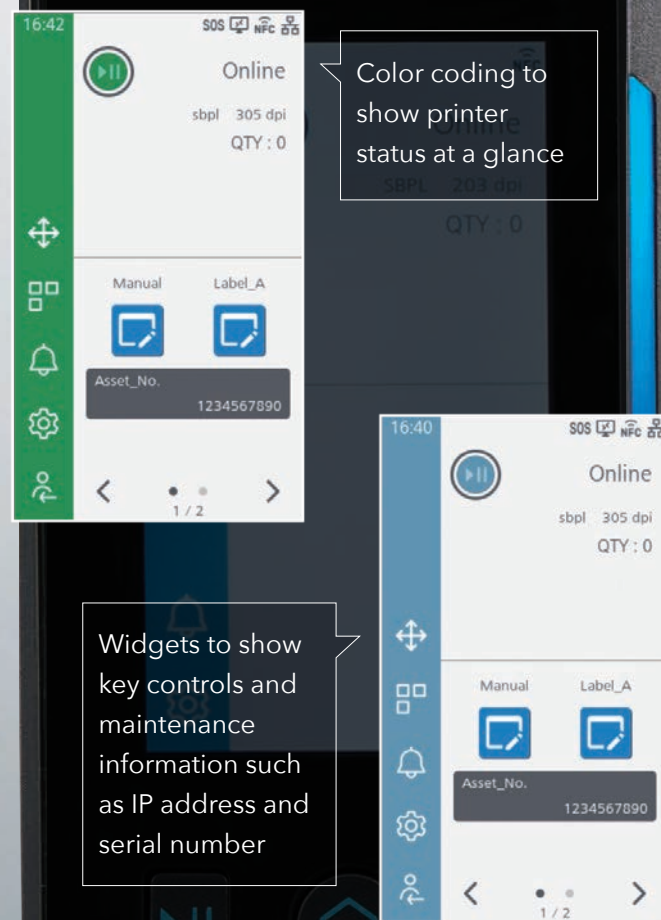 16:42
SOS NFC
Online
sbpl 305 dpi
QTY : 0
Manual Label_A
Asset_No.
1234567890
1 / 2
Color coding to
show printer
status at a glance
NFC
Online
SBPL 203 dpi
QTY : 0
16:40
SOS NFC
Online
sbpl 305 dpi
QTY : 0
Manual Label_A
Asset_No.
1234567890
1 / 2
Widgets to show
key controls and
maintenance
information such
as IP address and
serial number